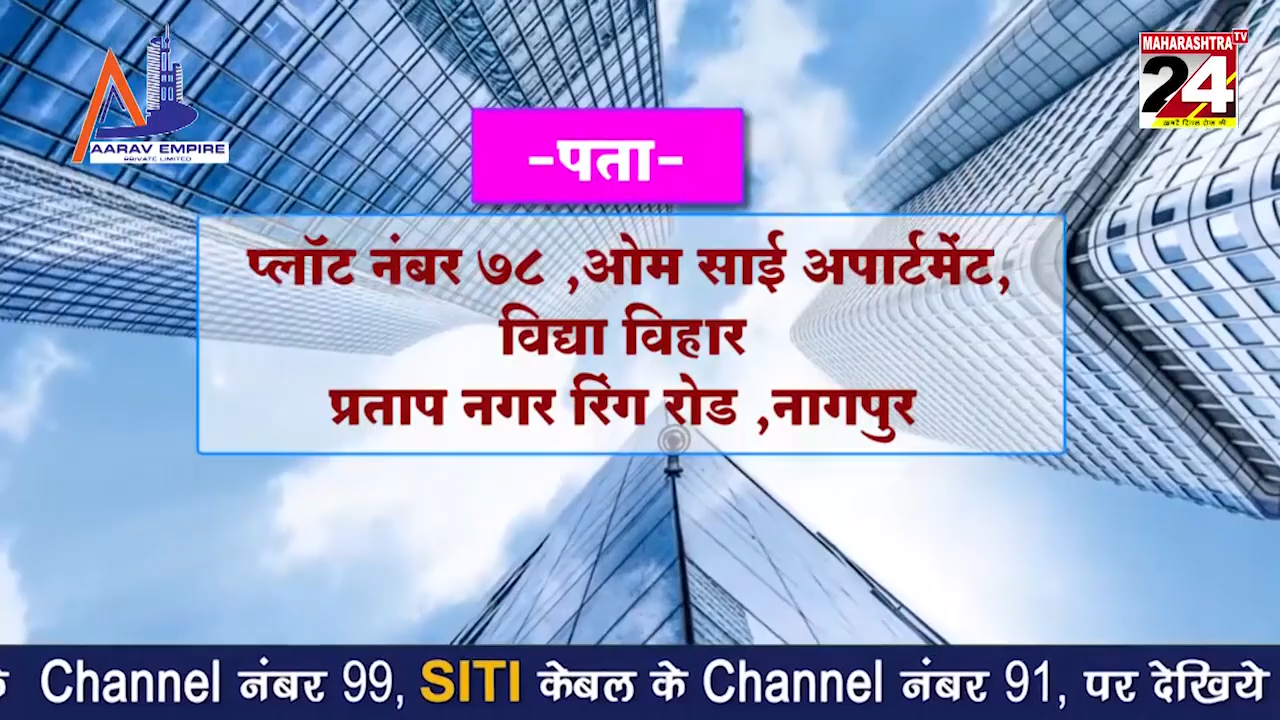 AARAV EMPIRE
PRIVATE LIMITED
MAHARASHTRA TV
24
-पता-
प्लॉट नंबर ७८ ,ओम साई अपार्टमेंट,
विद्या विहार
प्रताप नगर रिंग रोड ,नागपुर
Channel नंबर 99, SITI केबल के Channel नंबर 91, पर देखिये